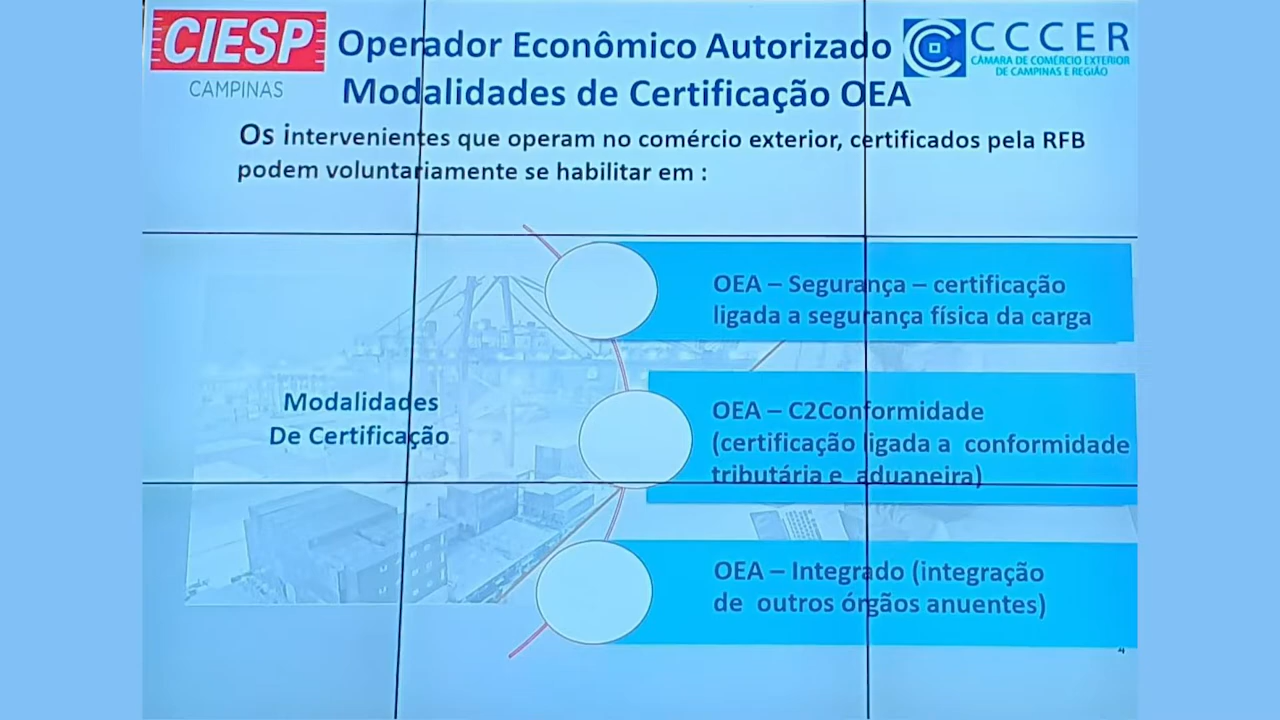 CIESP
CAMPINAS
Operador Econômico Autorizado
Modalidades de Certificação OEA
CCCER
CÂMARA DE COMÉRCIO EXTERIOR
DE CAMPINAS E REGIÃO
Os intervenientes que operam no comércio exterior, certificados pela RFB
podem voluntariamente se habilitar em :
Modalidades
De Certificação
OEA – Segurança – certificação
ligada a segurança física da carga
OEA – C2Conformidade
(certificação ligada a conformidade
tributária e aduaneira)
OEA – Integrado (integração
de outros órgãos anuentes)
4